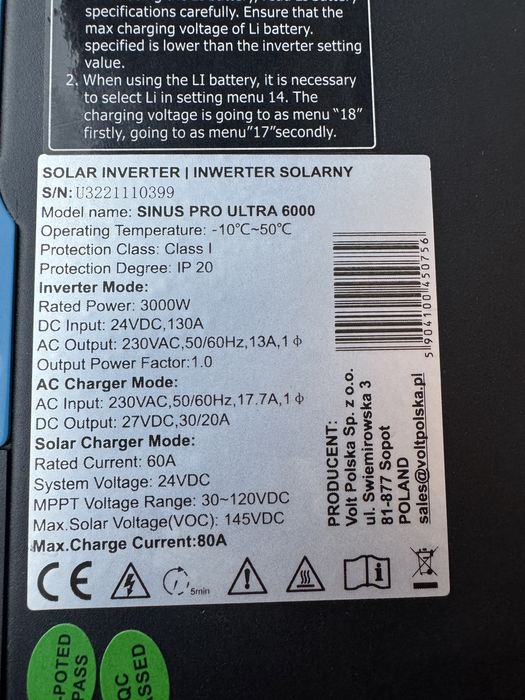 specifications carefully. Ensure that the
max charging voltage of Li battery.
specified is lower than the inverter setting
value.
2. When using the LI battery, it is necessary
to select Li in setting menu 14. The
charging voltage is going to as menu "18"
firstly, going to as menu"17"secondly.
SOLAR INVERTER | INWERTER SOLARNY
S/N: U3221110399
Model name: SINUS PRO ULTRA 6000
Operating Temperature: -10℃~50℃
Protection Class: Class I
Protection Degree: IP 20
Inverter Mode:
Rated Power: 3000W
DC Input: 24VDC,130A
AC Output: 230VAC,50/60Hz,13A,1 ф
Output Power Factor:1.0
AC Charger Mode:
AC Input: 230VAC,50/60Hz,17.7A,1 ф
DC Output: 27VDC,30/20A
Solar Charger Mode:
Rated Current: 60A
System Voltage: 24VDC
MPPT Voltage Range: 30~120VDC
Max.Solar Voltage(VOC): 145VDC
Max.Charge Current:80A
5 904100 450756
PRODUCENT:
Volt Polska Sp. z o.o.
ul. Swiemirowska 3
81-877 Sopot
POLAND
sales@voltpolska.pl
CE
5min
PASS
QC